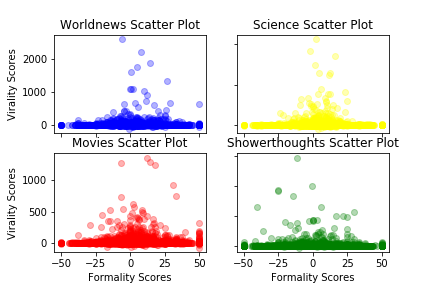 Worldnews Scatter Plot
Science Scatter Plot
Virality Scores
2000
1000
0
Movies Scatter Plot
Showerthoughts Scatter Plot
Virality Scores
1000
500
0
−50 −25 0 25 50
−50 −25 0 25 50
Formality Scores
Formality Scores